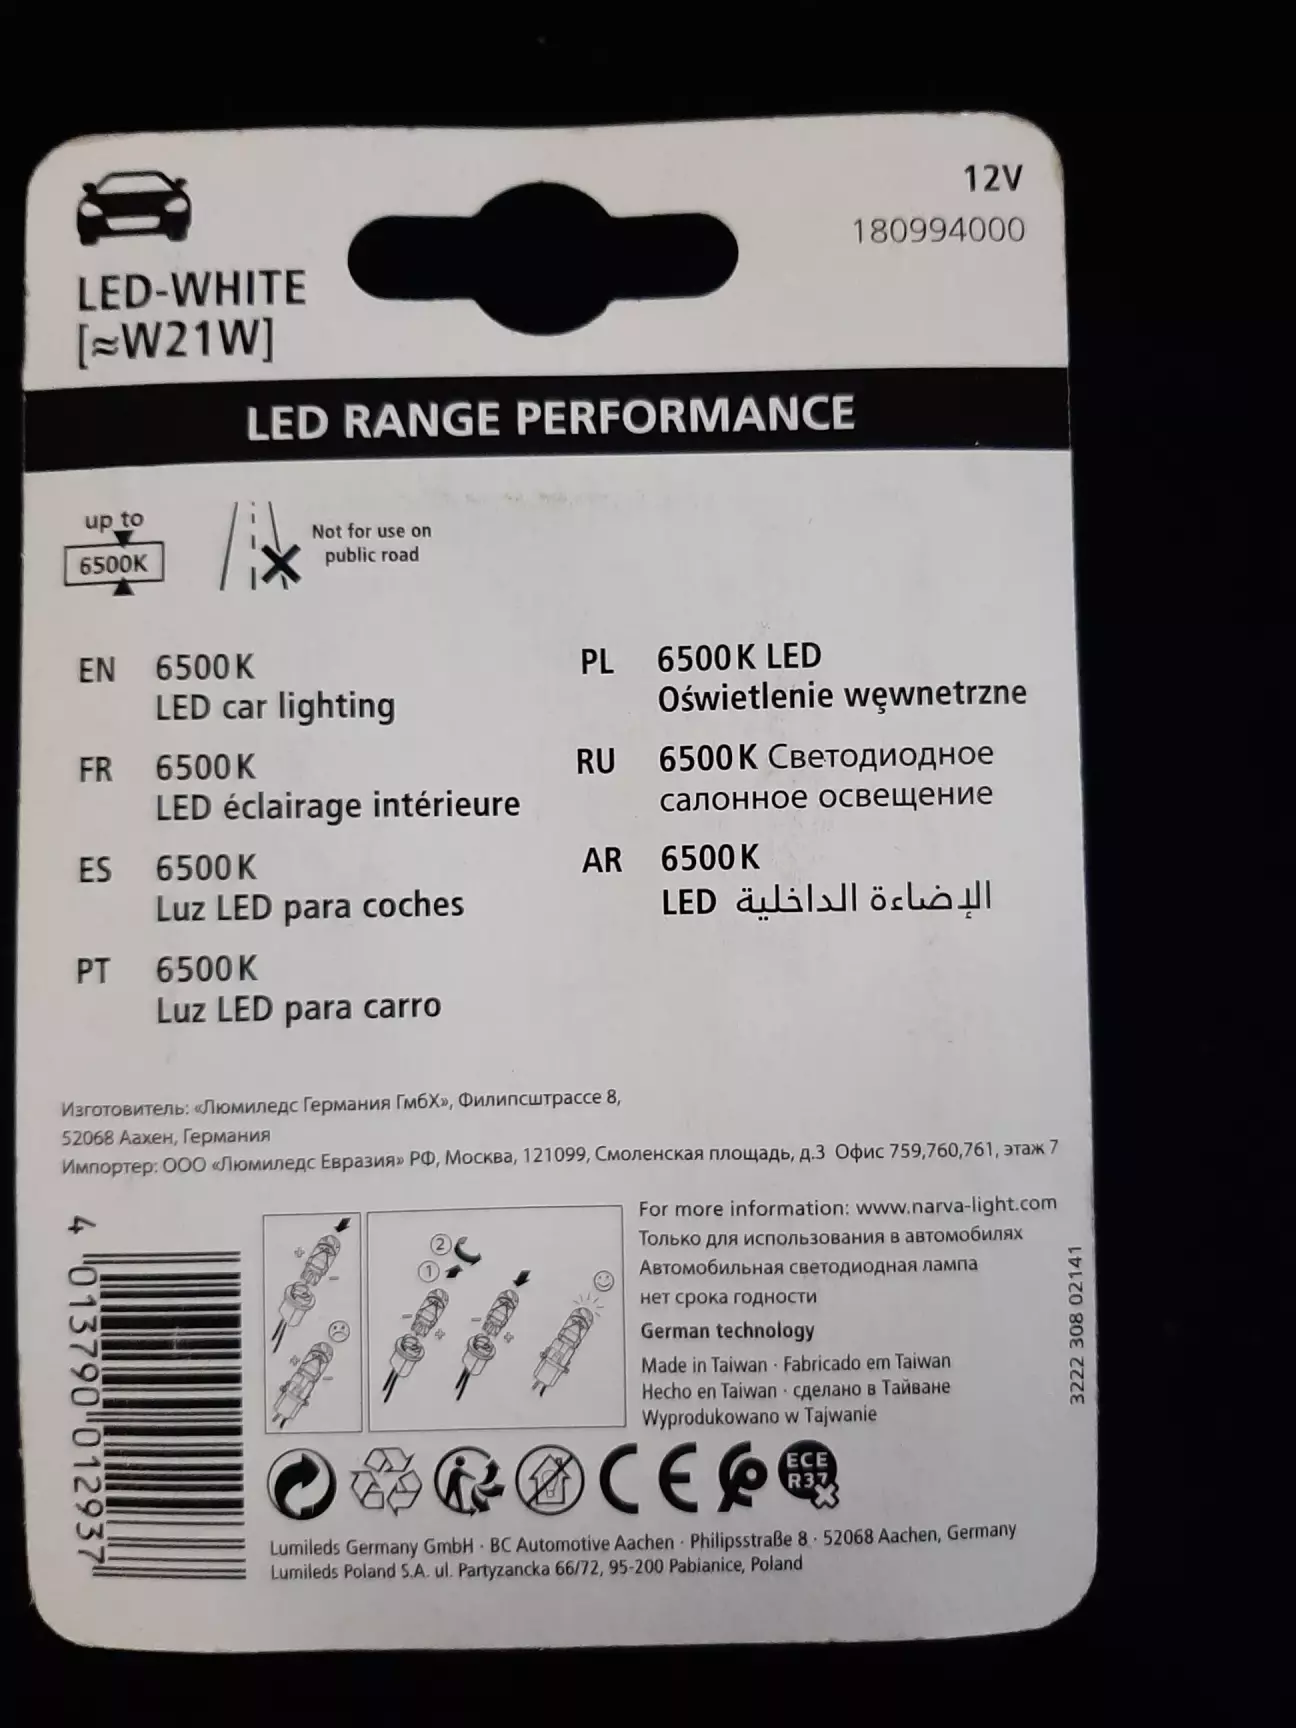 12V
180994000
LED-WHITE
[≈W21W]
LED RANGE PERFORMANCE
up to
6500K
Not for use on
public road
EN 6500K
LED car lighting
FR 6500K
LED éclairage intérieure
ES 6500K
Luz LED para coches
PT 6500K
Luz LED para carro
PL 6500K LED
Oświetlenie węwnetrzne
RU 6500K Светодиодное
салонное освещение
AR 6500K
LED الإضاءة الداخلية
Изготовитель: «Люмиледс Германия ГмбХ», Филипсштрассе 8,
52068 Аахен, Германия
Импортер: ООО «Люмиледс Евразия» РФ, Москва, 121099, Смоленская площадь, д.3 Офис 759,760,761, этаж 7
4 013790 012937
+
-
+
-
2
1
-
+
-
+
For more information: www.narva-light.com
Только для использования в автомобилях
Автомобильная светодиодная лампа
нет срока годности
German technology
Made in Taiwan · Fabricado em Taiwan
Hecho en Taiwan · сделано в Тайване
Wyprodukowano w Tajwanie
3222 308 02141
CE
ECE
R37
Lumileds Germany GmbH · BC Automotive Aachen · Philipsstraße 8 · 52068 Aachen, Germany
Lumileds Poland S.A. ul. Partyzancka 66/72, 95-200 Pabianice, Poland